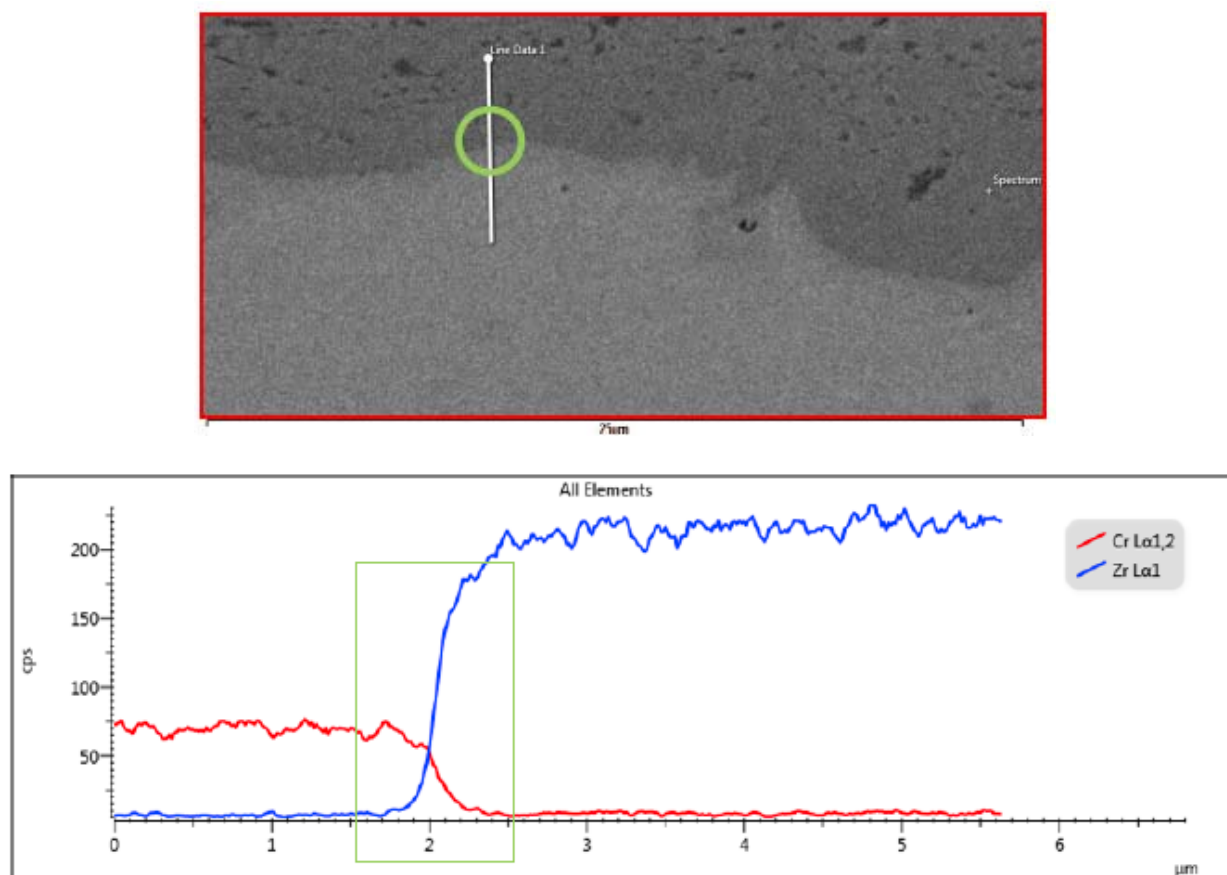 Line Data 1
Spectrum
25um
All Elements
200
150
100
50
cps
Cr Lα1,2
Zr Lα1
0 1 2 3 4 5 6
μm